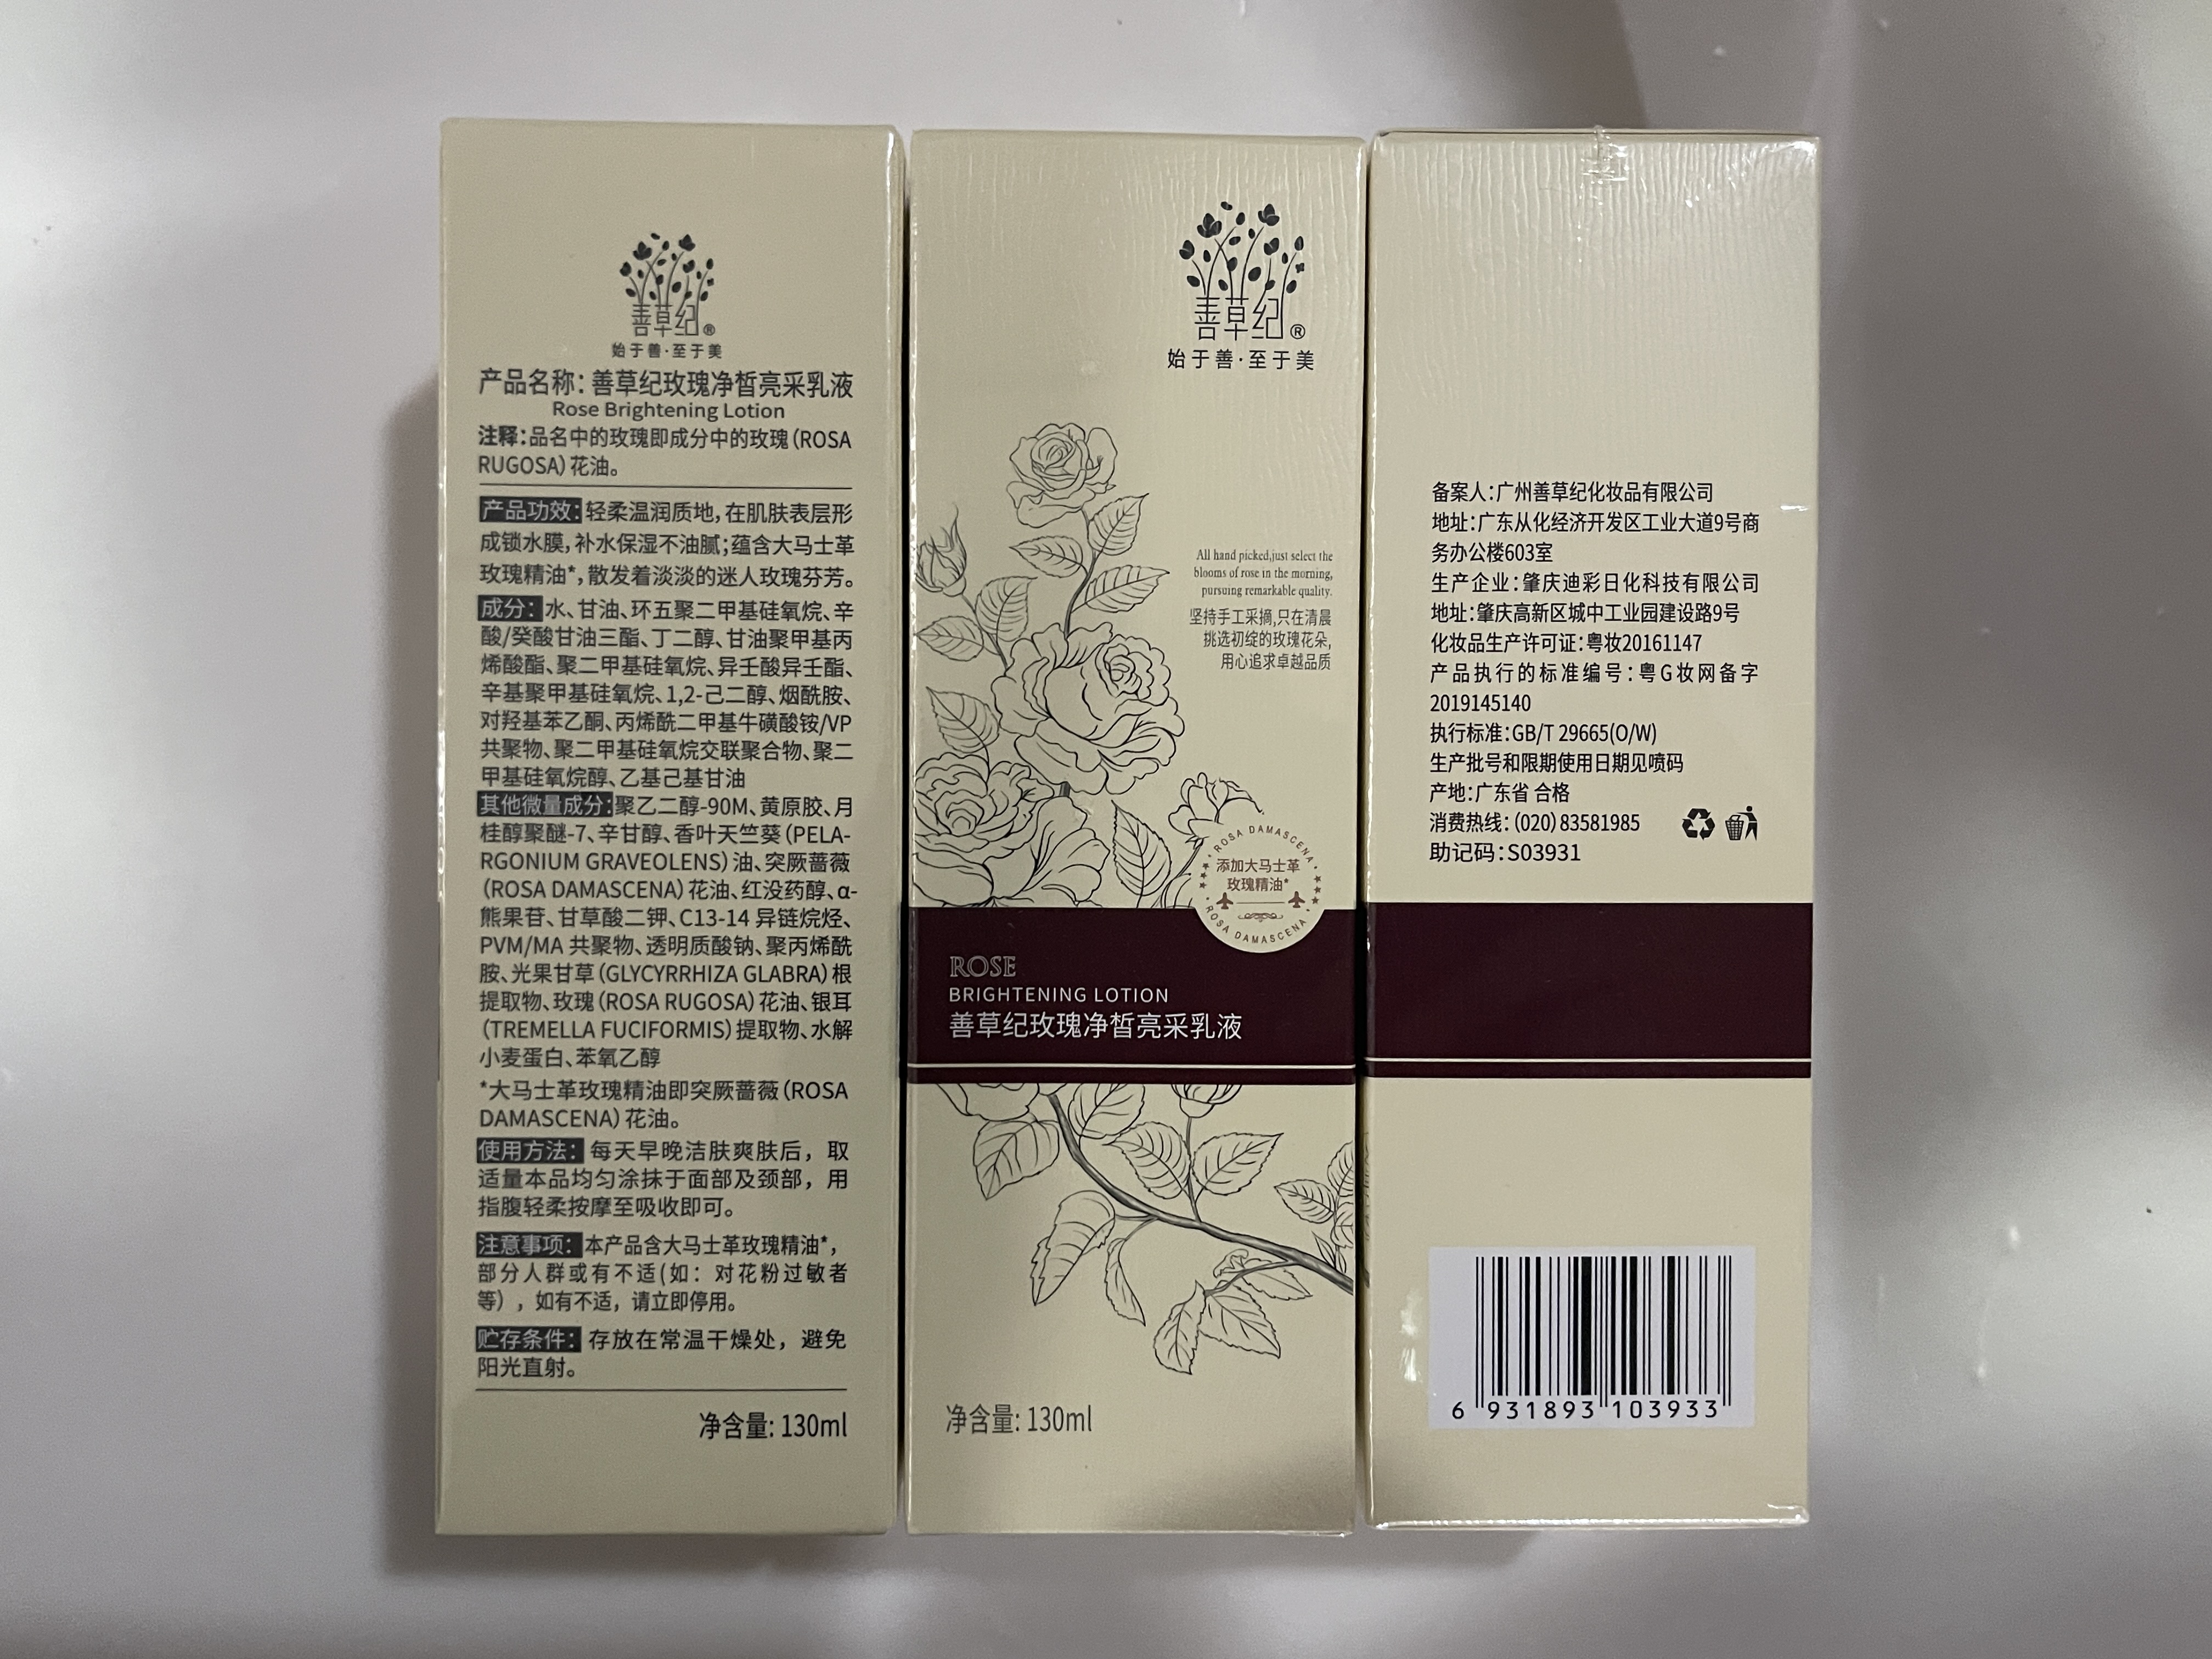 善草纪®
始于善·至于美
产品名称：善草纪玫瑰净皙亮采乳液
Rose Brightening Lotion
注释：品名中的玫瑰即成分中的玫瑰（ROSA
RUGOSA）花油。
产品功效：轻柔温润质地，在肌肤表层形
成锁水膜，补水保湿不油腻；蕴含大马士革
玫瑰精油*，散发着淡淡的迷人玫瑰芬芳。
成分：水、甘油、环五聚二甲基硅氧烷、辛
酸/癸酸甘油三酯、丁二醇、甘油聚甲基丙
烯酸酯、聚二甲基硅氧烷、异壬酸异壬酯、
辛基聚甲基硅氧烷、1,2-己二醇、烟酰胺、
对羟基苯乙酮、丙烯酰二甲基牛磺酸铵/VP
共聚物、聚二甲基硅氧烷交联聚合物、聚二
甲基硅氧烷醇、乙基己基甘油
其他微量成分：聚乙二醇-90M、黄原胶、月
桂醇聚醚-7、辛甘醇、香叶天竺葵（PELA-
RGONIUM GRAVEOLENS）油、突厥蔷薇
（ROSA DAMASCENA）花油、红没药醇、α-
熊果苷、甘草酸二钾、C13-14 异链烷烃、
PVM/MA 共聚物、透明质酸钠、聚丙烯酰
胺、光果甘草（GLYCYRRHIZA GLABRA）根
提取物、玫瑰（ROSA RUGOSA）花油、银耳
（TREMELLA FUCIFORMIS）提取物、水解
小麦蛋白、苯氧乙醇
*大马士革玫瑰精油即突厥蔷薇（ROSA
DAMASCENA）花油。
使用方法：每天早晚洁肤爽肤后，取
适量本品均匀涂抹于面部及颈部，用
指腹轻柔按摩至吸收即可。
注意事项：本产品含大马士革玫瑰精油*，
部分人群或有不适(如：对花粉过敏者
等），如有不适，请立即停用。
贮存条件：存放在常温干燥处，避免
阳光直射。
净含量：130ml
善草纪®
始于善·至于美
All hand picked,just select the
blooms of rose in the morning,
pursuing remarkable quality.
坚持手工采摘,只在清晨
挑选初绽的玫瑰花朵,
用心追求卓越品质
ROSA DAMASCENA
添加大马士革
玫瑰精油*
ROSA DAMASCENA
ROSE
BRIGHTENING LOTION
善草纪玫瑰净皙亮采乳液
净含量: 130ml
备案人：广州善草纪化妆品有限公司
地址：广东从化经济开发区工业大道9号商
务办公楼603室
生产企业：肇庆迪彩日化科技有限公司
地址：肇庆高新区城中工业园建设路9号
化妆品生产许可证：粤妆20161147
产品执行的标准编号：粤G妆网备字
2019145140
执行标准：GB/T 29665(O/W)
生产批号和限期使用日期见喷码
产地：广东省 合格
消费热线：（020）83581985
助记码：S03931
6 931893 103933